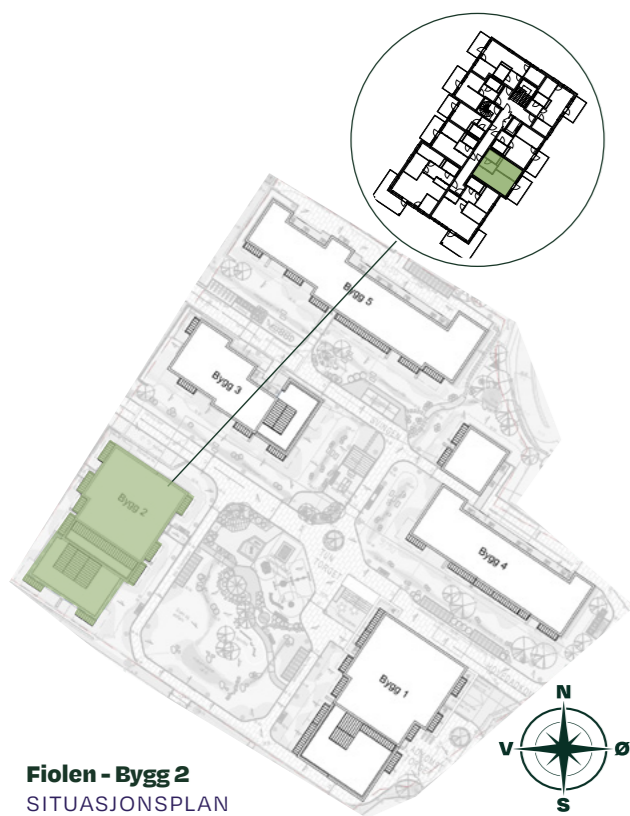 Bygg 5
Bygg 3
Bygg 2
Bygg 4
Bygg 1
N
V
Ø
S
Fiolen - Bygg 2
SITUASJONSPLAN